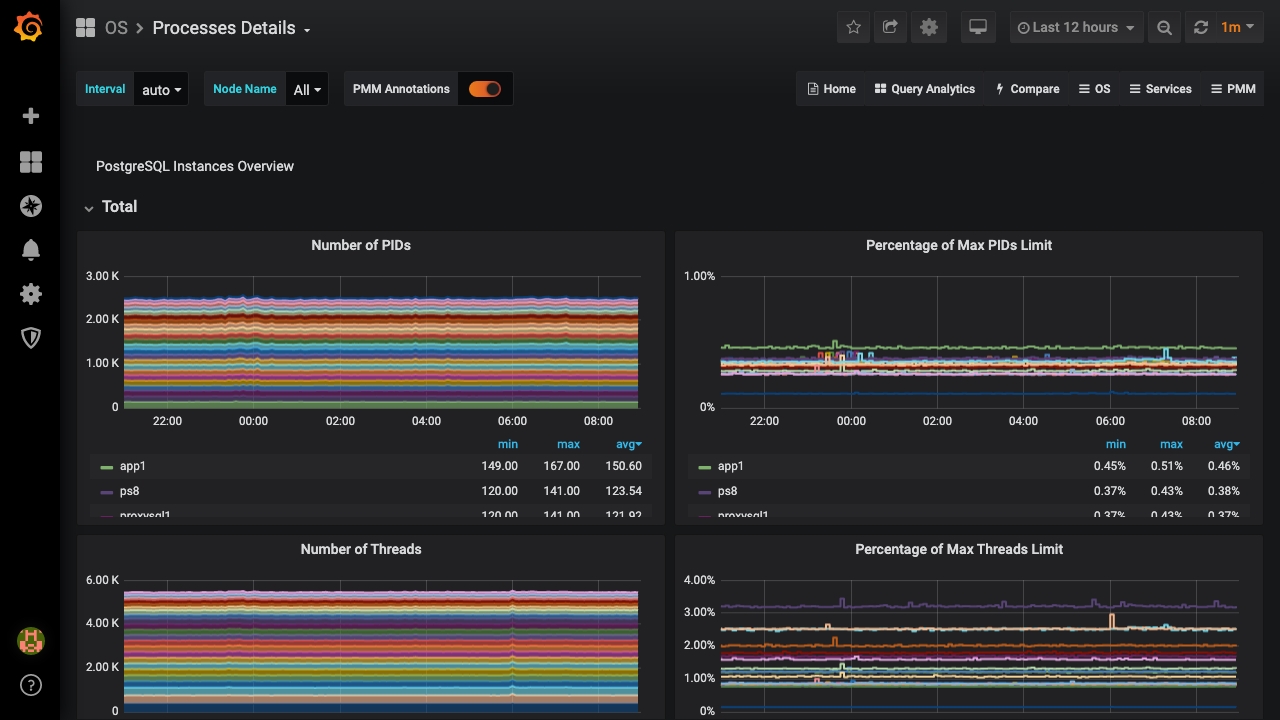 OS > Processes Details
Last 12 hours
1m
Interval auto
Node Name All
PMM Annotations
Home
Query Analytics
Compare
OS
Services
PMM
PostgreSQL Instances Overview
Total
Number of PIDs
3.00 K
2.00 K
1.00 K
0
22:00 00:00 02:00 04:00 06:00 08:00
min max avg
app1 149.00 167.00 150.60
ps8 120.00 141.00 123.54
proxysql1 120.00 141.00 121.92
Percentage of Max PIDs Limit
1.00%
0%
22:00 00:00 02:00 04:00 06:00 08:00
min max avg
app1 0.45% 0.51% 0.46%
ps8 0.37% 0.43% 0.38%
proxysql1 0.37% 0.43% 0.37%
Number of Threads
6.00 K
4.00 K
2.00 K
0
Percentage of Max Threads Limit
4.00%
3.00%
2.00%
1.00%
0%